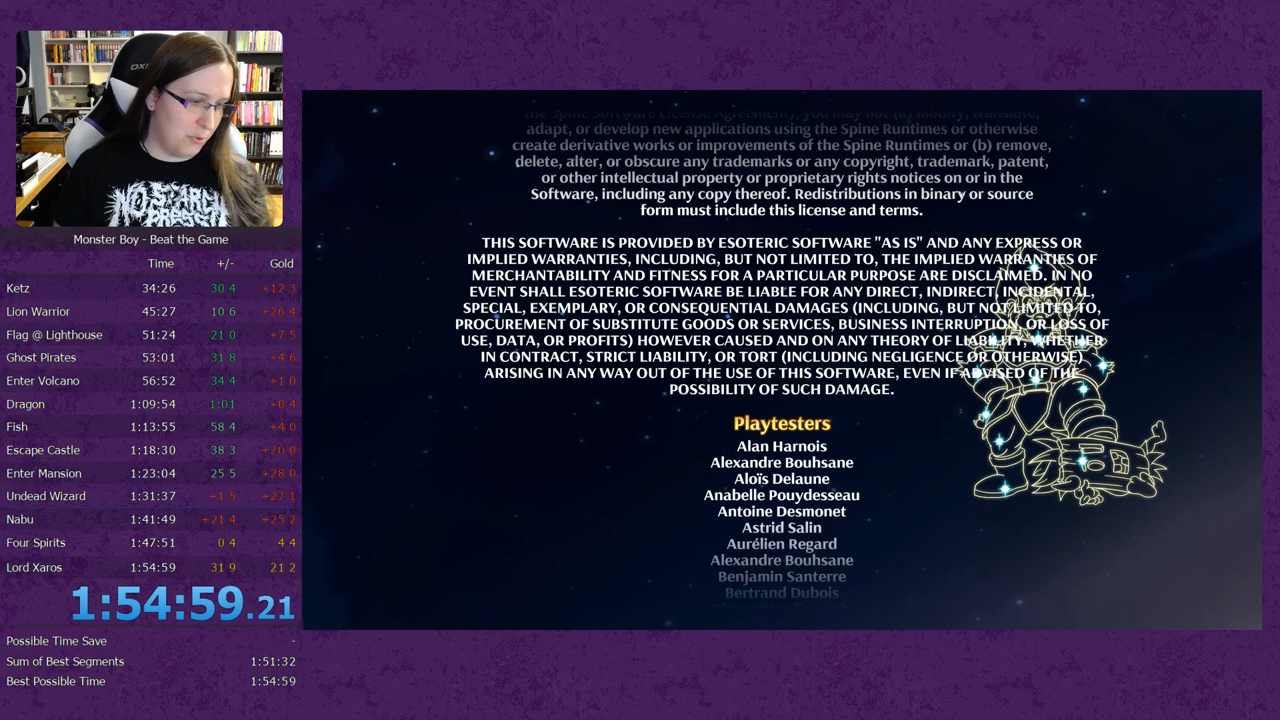 DX
Monster Boy - Beat the Game
Time +/- Gold
Ketz 34:26 30 4 +12 3
Lion Warrior 45:27 10 6 +26 4
Flag @ Lighthouse 51:24 21 0 +7 5
Ghost Pirates 53:01 31 8 +4 6
Enter Volcano 56:52 34 4 +1 0
Dragon 1:09:54 1:01 +0 4
Fish 1:13:55 58 4 +4 0
Escape Castle 1:18:30 38 3 +20 0
Enter Mansion 1:23:04 25 5 +28 0
Undead Wizard 1:31:37 +1 5 +27 1
Nabu 1:41:49 +21 4 +25 2
Four Spirits 1:47:51 0 4 4 4
Lord Xaros 1:54:59 31 9 21 2
1:54:59.21
Possible Time Save -
Sum of Best Segments 1:51:32
Best Possible Time 1:54:59
the Spine Software License Agreement), you may not (a) modify, translate,
adapt, or develop new applications using the Spine Runtimes or otherwise
create derivative works or improvements of the Spine Runtimes or (b) remove,
delete, alter, or obscure any trademarks or any copyright, trademark, patent,
or other intellectual property or proprietary rights notices on or in the
Software, including any copy thereof. Redistributions in binary or source
form must include this license and terms.
THIS SOFTWARE IS PROVIDED BY ESOTERIC SOFTWARE "AS IS" AND ANY EXPRESS OR
IMPLIED WARRANTIES, INCLUDING, BUT NOT LIMITED TO, THE IMPLIED WARRANTIES OF
MERCHANTABILITY AND FITNESS FOR A PARTICULAR PURPOSE ARE DISCLAIMED. IN NO
EVENT SHALL ESOTERIC SOFTWARE BE LIABLE FOR ANY DIRECT, INDIRECT, INCIDENTAL,
SPECIAL, EXEMPLARY, OR CONSEQUENTIAL DAMAGES (INCLUDING, BUT NOT LIMITED TO,
PROCUREMENT OF SUBSTITUTE GOODS OR SERVICES, BUSINESS INTERRUPTION, OR LOSS OF
USE, DATA, OR PROFITS) HOWEVER CAUSED AND ON ANY THEORY OF LIABILITY, WHETHER
IN CONTRACT, STRICT LIABILITY, OR TORT (INCLUDING NEGLIGENCE OR OTHERWISE)
ARISING IN ANY WAY OUT OF THE USE OF THIS SOFTWARE, EVEN IF ADVISED OF THE
POSSIBILITY OF SUCH DAMAGE.
Playtesters
Alan Harnois
Alexandre Bouhsane
Aloïs Delaune
Anabelle Pouydesseau
Antoine Desmonet
Astrid Salin
Aurélien Regard
Alexandre Bouhsane
Benjamin Santerre
Bertrand Dubois